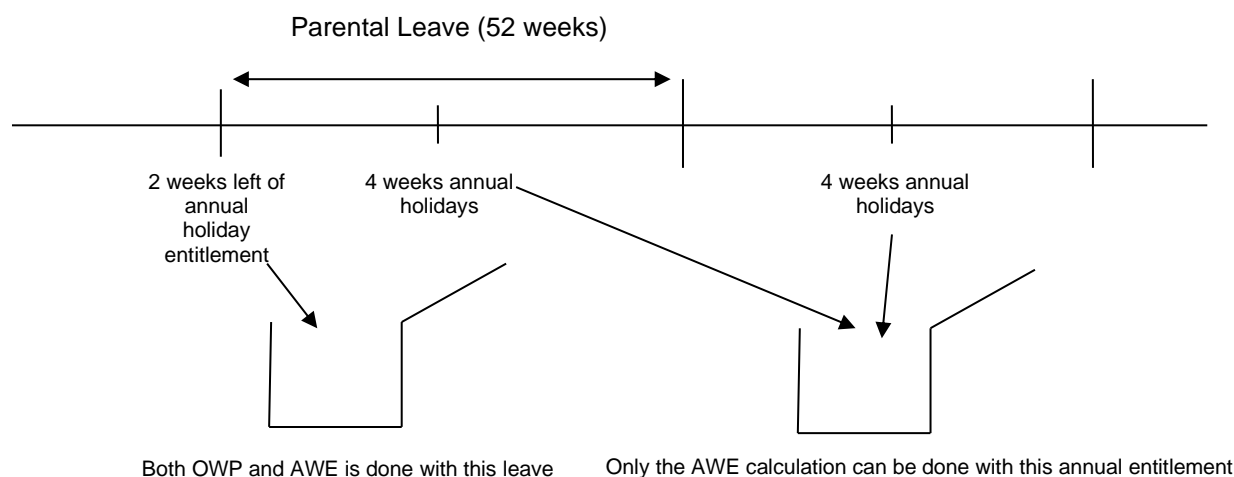 Parental Leave (52 weeks)
2 weeks left of
annual
holiday
entitlement
4 weeks annual
holidays
4 weeks annual
holidays
Both OWP and AWE is done with this leave
Only the AWE calculation can be done with this annual entitlement